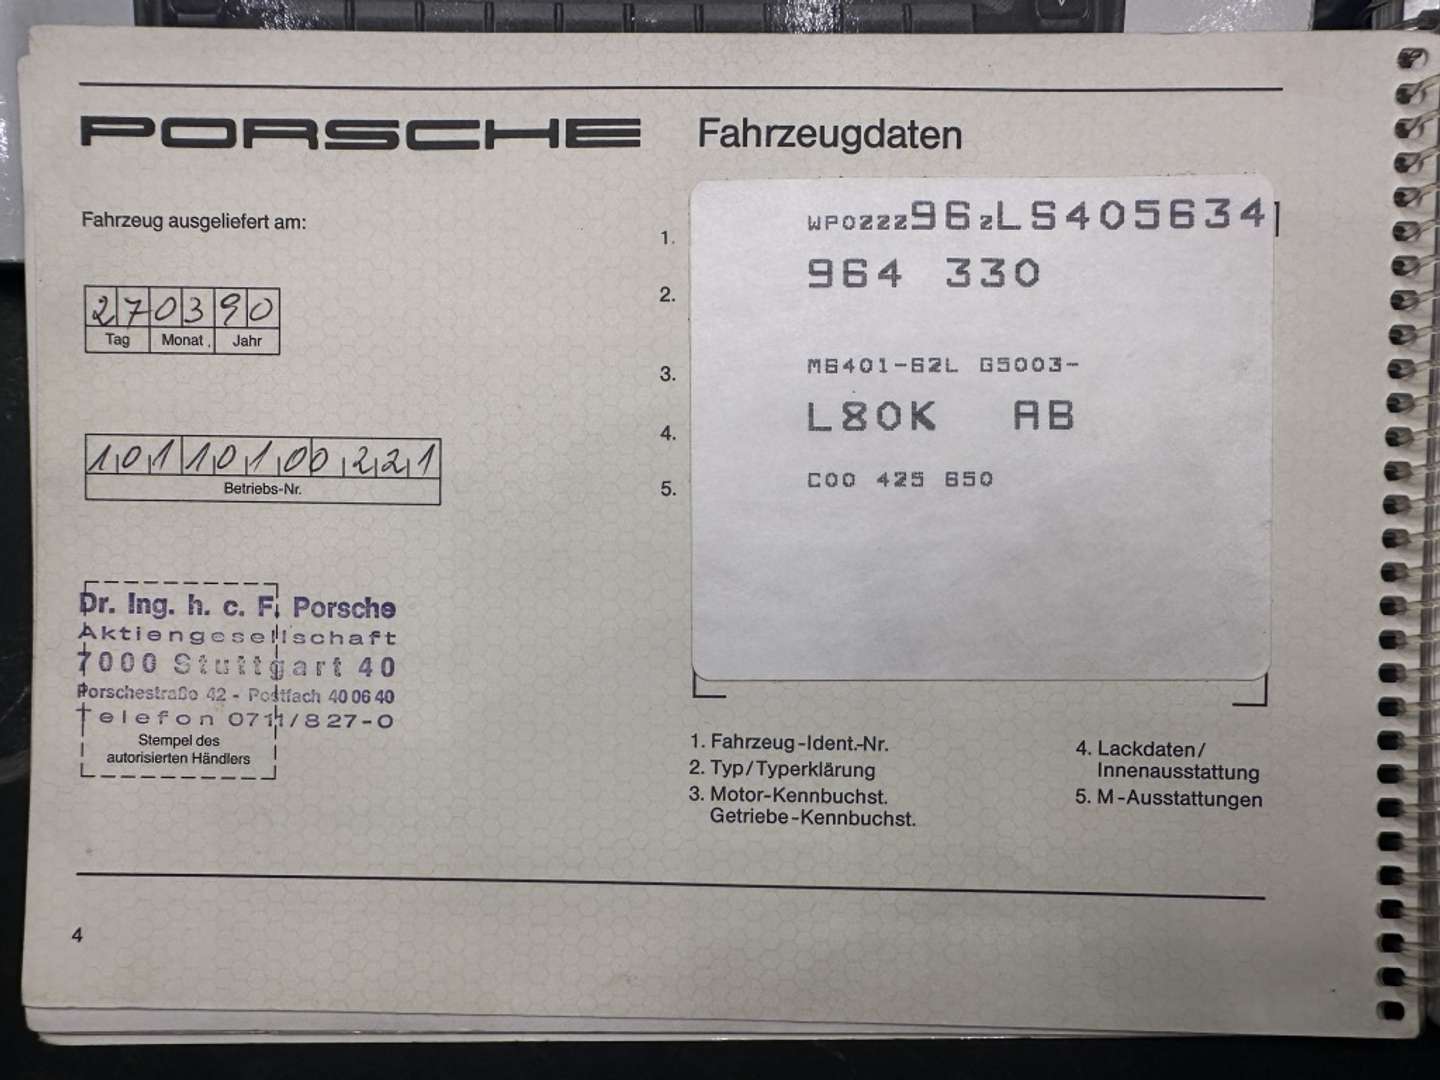 PORSCHE Fahrzeugdaten
Fahrzeug ausgeliefert am:
270390
Tag Monat Jahr
10110100221
Betriebs-Nr.
Dr. Ing. h. c. F. Porsche
Aktiengesellschaft
7000 Stuttgart 40
Porschestraße 42 - Postfach 40 06 40
Telefon 0711/827-0
Stempel des
autorisierten Händlers
1. WPOZZZ96ZLS405634
2. 964 330
3. M6401-62L G5003-
4. L80K AB
5. C00 425 650
1. Fahrzeug-Ident.-Nr.
2. Typ/Typerklärung
3. Motor-Kennbuchst.
Getriebe-Kennbuchst.
4. Lackdaten/
Innenausstattung
5. M-Ausstattungen
4